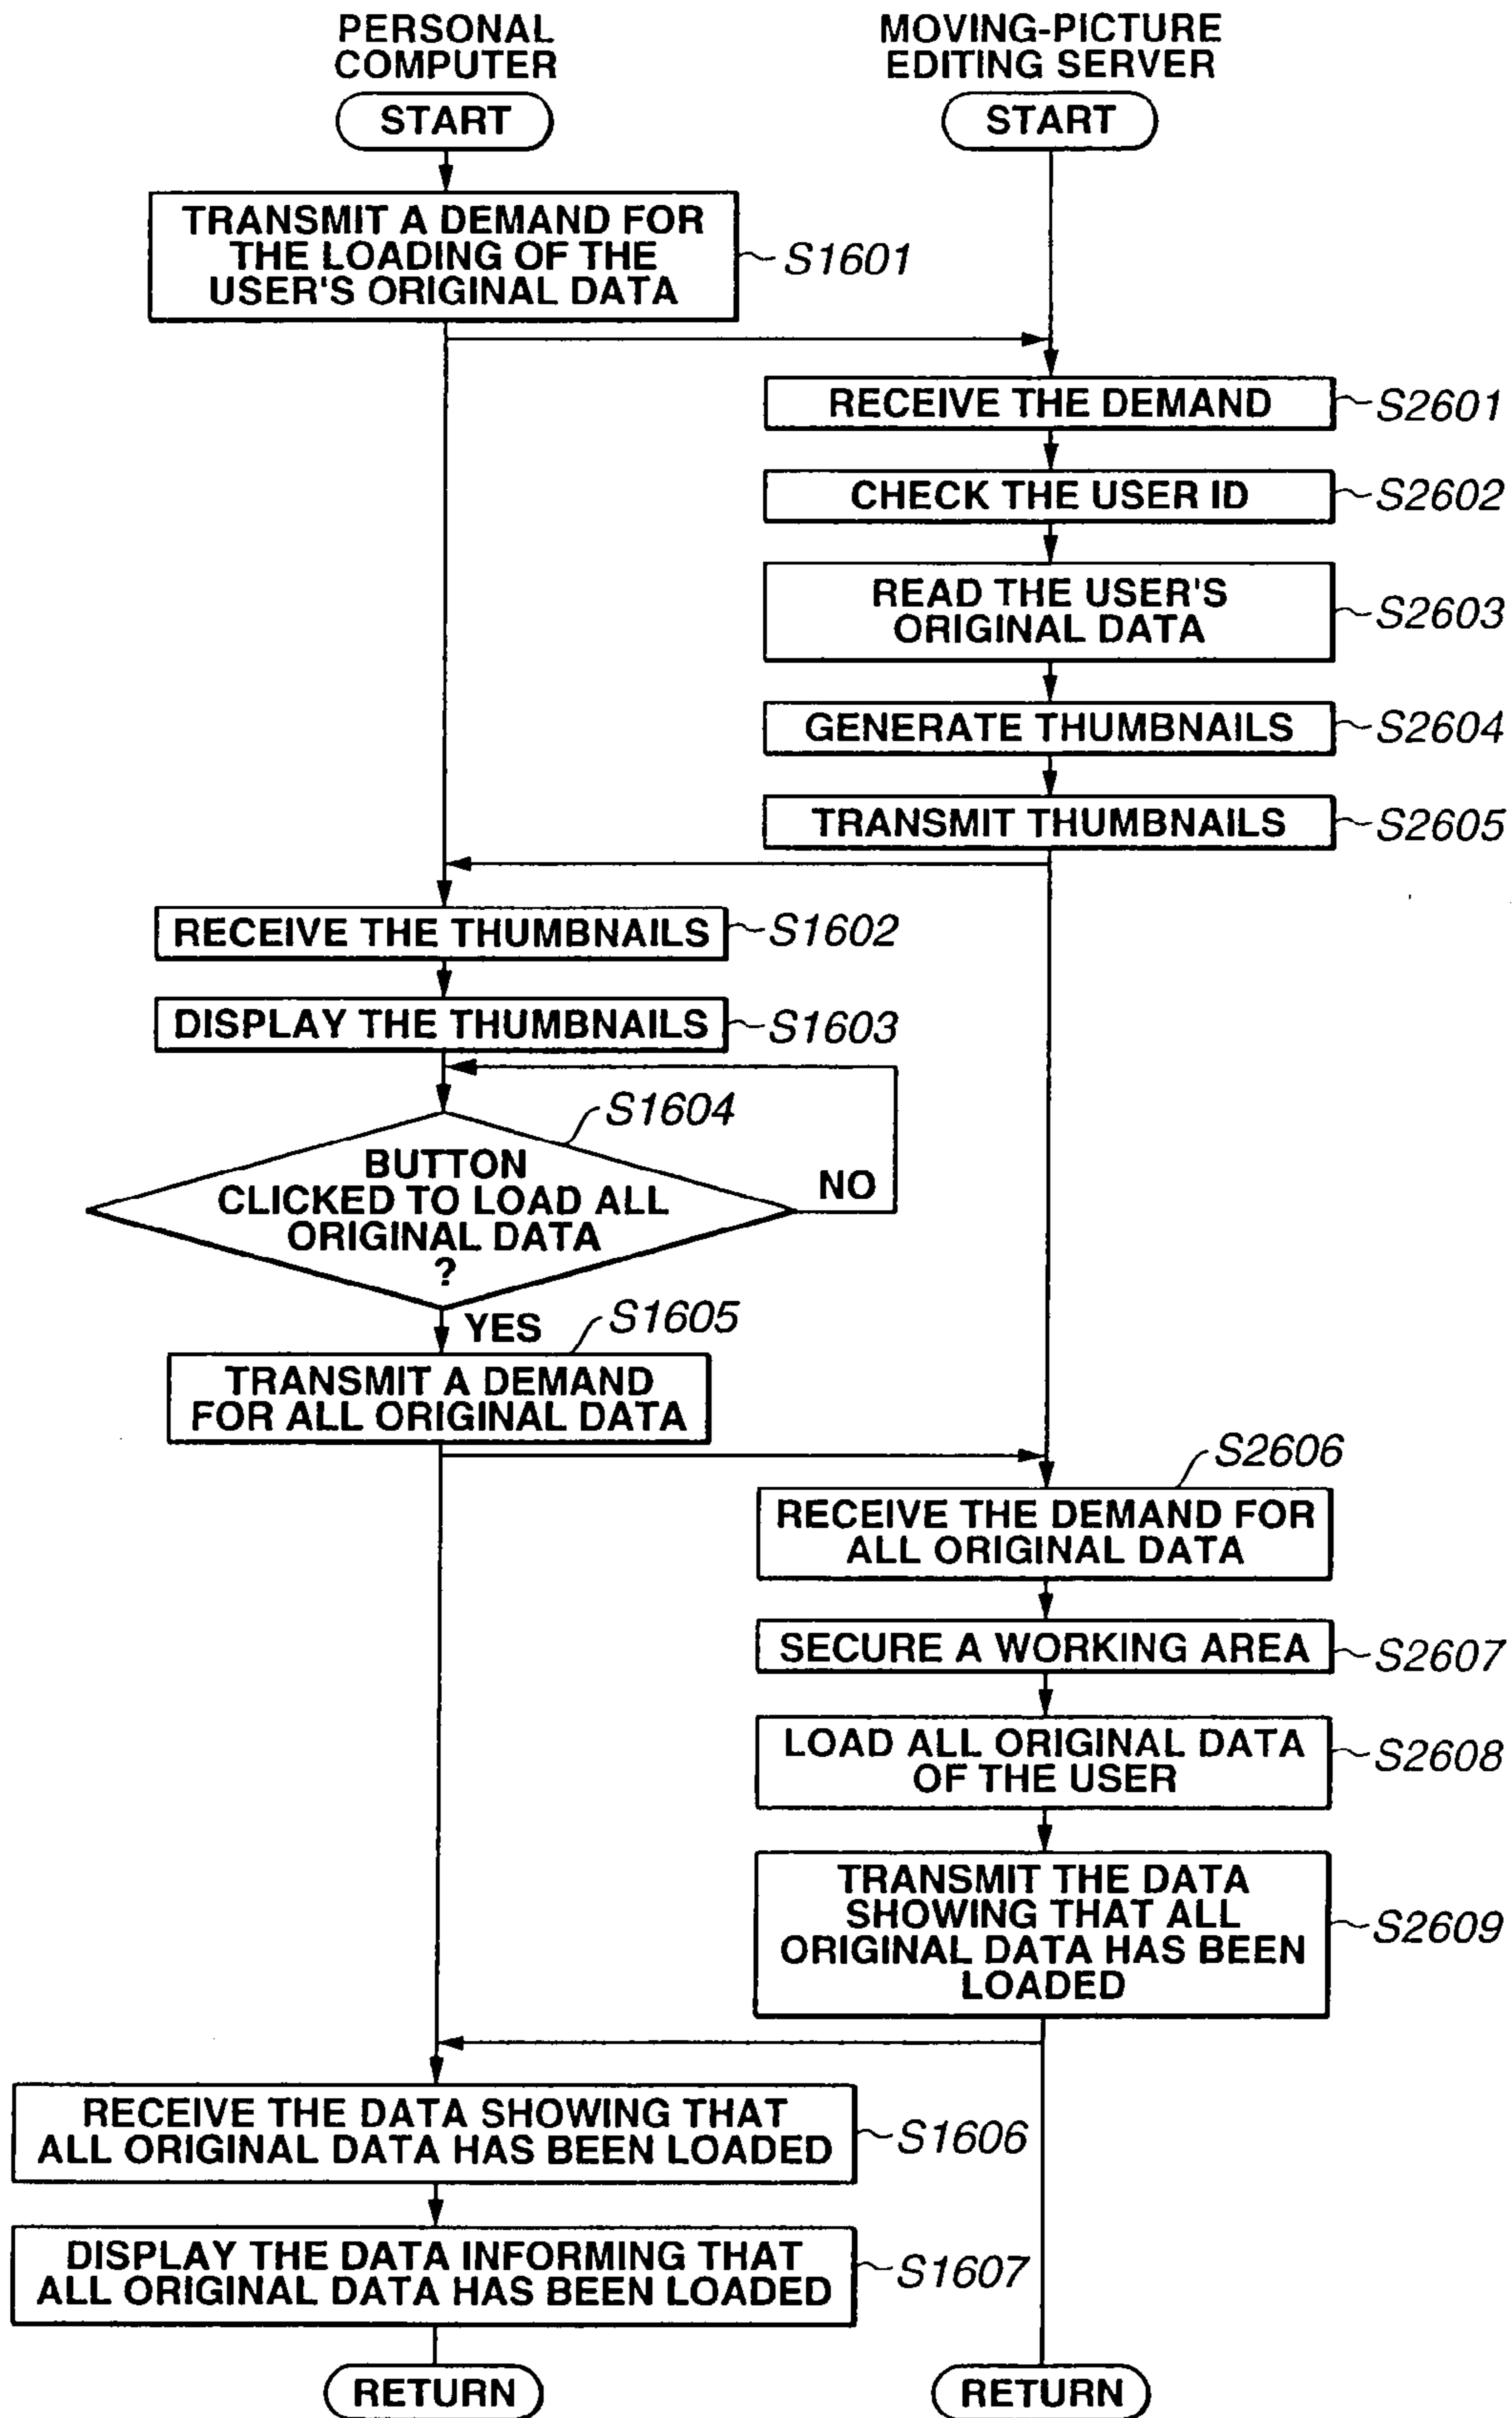 PERSONAL
COMPUTER
MOVING-PICTURE
EDITING SERVER
START
START
TRANSMIT A DEMAND FOR
THE LOADING OF THE
USER'S ORIGINAL DATA
S1601
RECEIVE THE DEMAND
S2601
CHECK THE USER ID
S2602
READ THE USER'S
ORIGINAL DATA
S2603
GENERATE THUMBNAILS
S2604
TRANSMIT THUMBNAILS
S2605
RECEIVE THE THUMBNAILS
S1602
DISPLAY THE THUMBNAILS
S1603
S1604
BUTTON
CLICKED TO LOAD ALL
ORIGINAL DATA
?
NO
YES
S1605
TRANSMIT A DEMAND
FOR ALL ORIGINAL DATA
S2606
RECEIVE THE DEMAND FOR
ALL ORIGINAL DATA
SECURE A WORKING AREA
S2607
LOAD ALL ORIGINAL DATA
OF THE USER
S2608
TRANSMIT THE DATA
SHOWING THAT ALL
ORIGINAL DATA HAS BEEN
LOADED
S2609
RECEIVE THE DATA SHOWING THAT
ALL ORIGINAL DATA HAS BEEN LOADED
S1606
DISPLAY THE DATA INFORMING THAT
ALL ORIGINAL DATA HAS BEEN LOADED
S1607
RETURN
RETURN